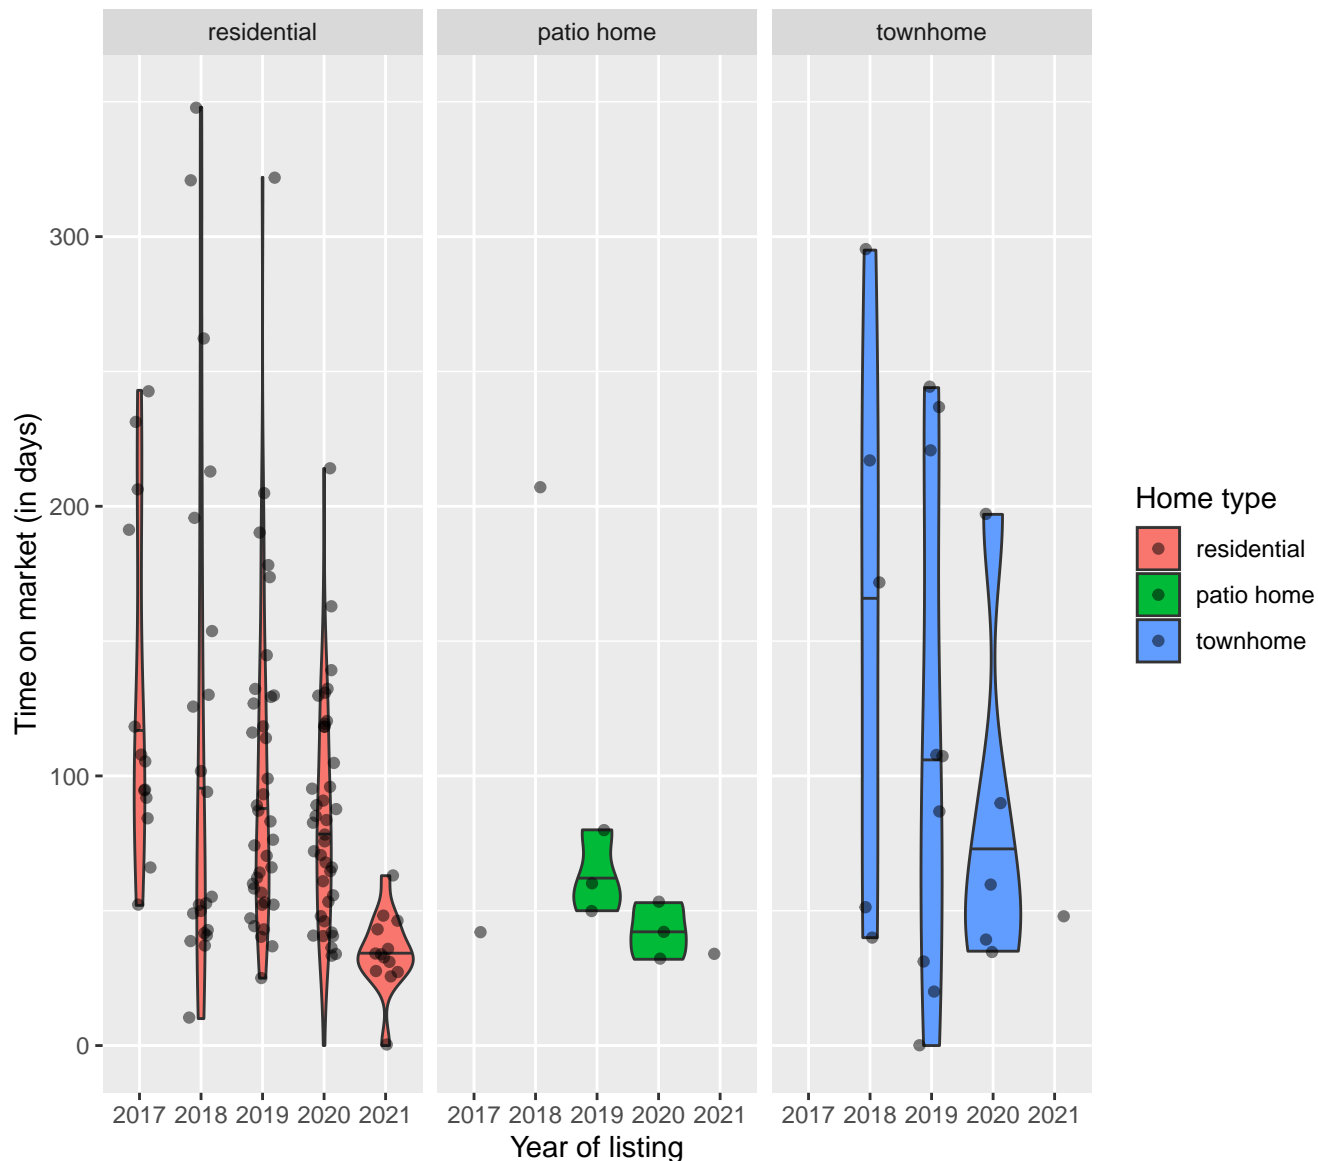 residential patio home townhome
300
200
100
0
Time on market (in days)
2017 2018 2019 2020 2021 2017 2018 2019 2020 2021 2017 2018 2019 2020 2021
Year of listing
Home type
residential
patio home
townhome